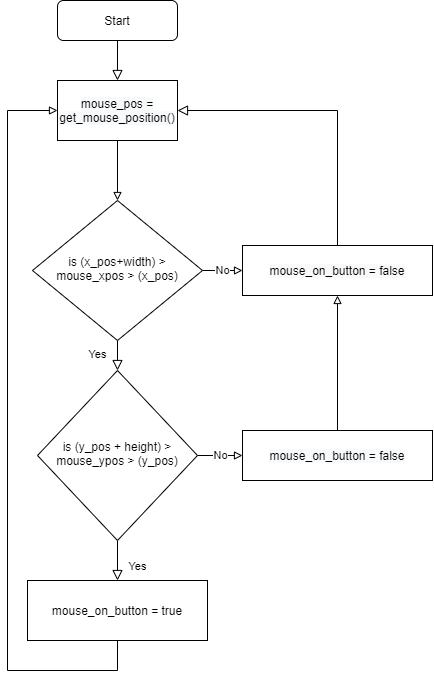 Start
mouse_pos =
get_mouse_position()
is (x_pos+width) >
mouse_xpos > (x_pos)
No
mouse_on_button = false
Yes
is (y_pos + height) >
mouse_ypos > (y_pos)
No
mouse_on_button = false
Yes
mouse_on_button = true